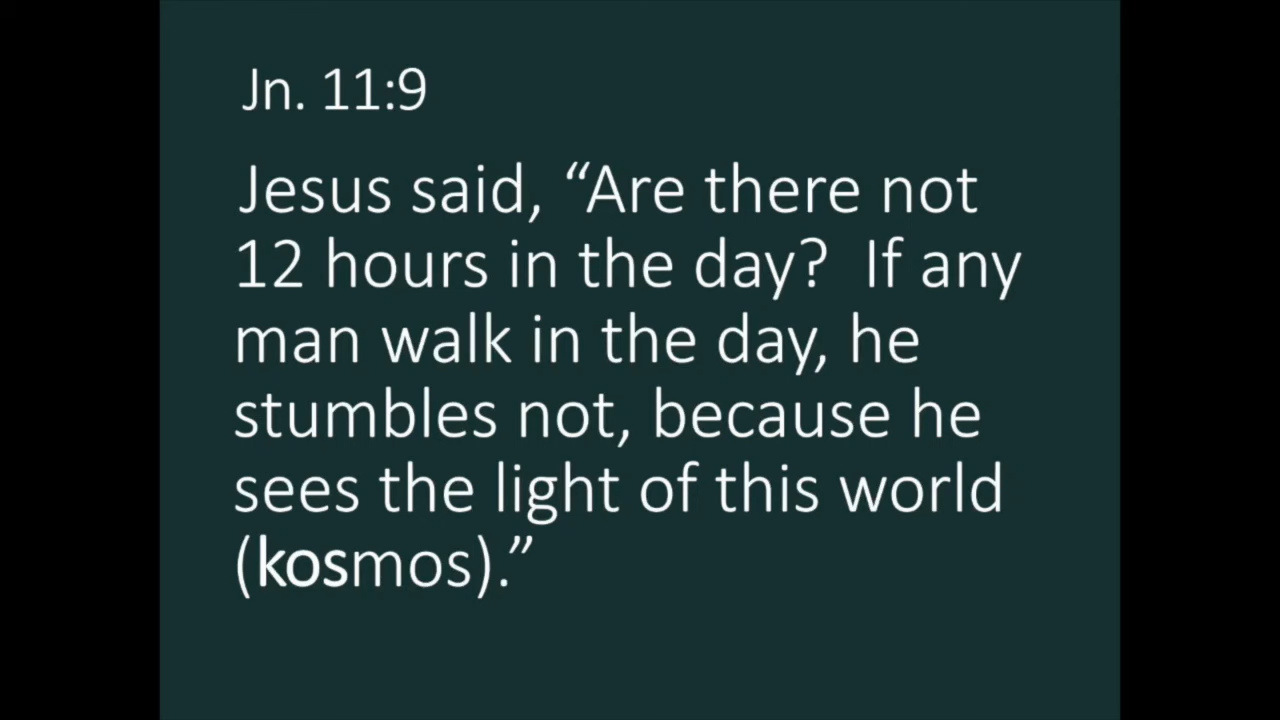 Jn. 11:9
Jesus said, “Are there not
12 hours in the day?  If any
man walk in the day, he
stumbles not, because he
sees the light of this world
(kosmos).”